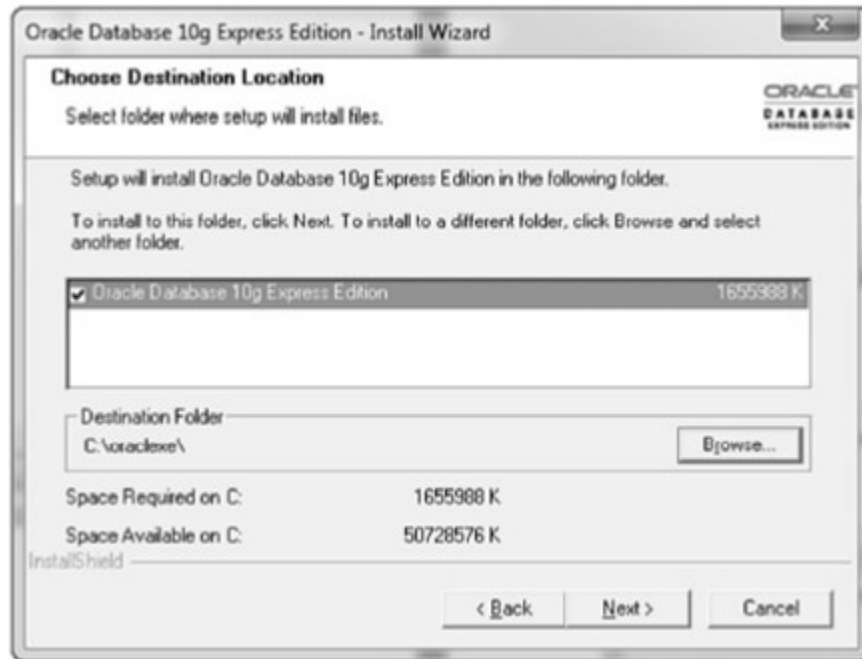 Oracle Database 10g Express Edition - Install Wizard
Choose Destination Location
Select folder where setup will install files.
ORACLE
DATABASE
EXPRESS EDITION
Setup will install Oracle Database 10g Express Edition in the following folder.
To install to this folder, click Next. To install to a different folder, click Browse and select
another folder.
Oracle Database 10g Express Edition 1655988 K
Destination Folder
C:\oraclexe\
Browse...
Space Required on C: 1655988 K
Space Available on C: 50728576 K
InstallShield
< Back Next > Cancel